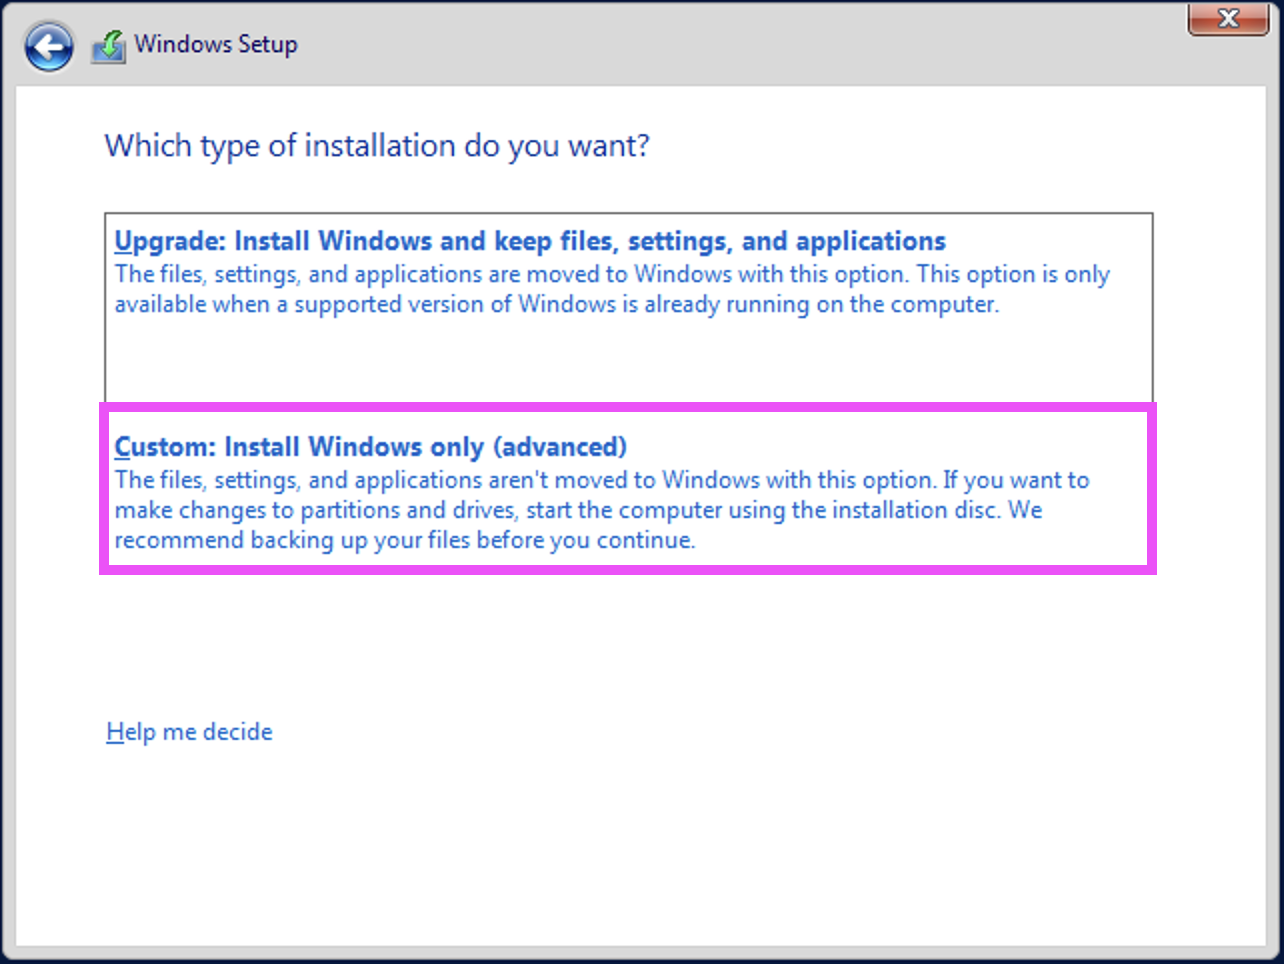 Windows Setup
Which type of installation do you want?
Upgrade: Install Windows and keep files, settings, and applications
The files, settings, and applications are moved to Windows with this option. This option is only
available when a supported version of Windows is already running on the computer.
Custom: Install Windows only (advanced)
The files, settings, and applications aren't moved to Windows with this option. If you want to
make changes to partitions and drives, start the computer using the installation disc. We
recommend backing up your files before you continue.
Help me decide